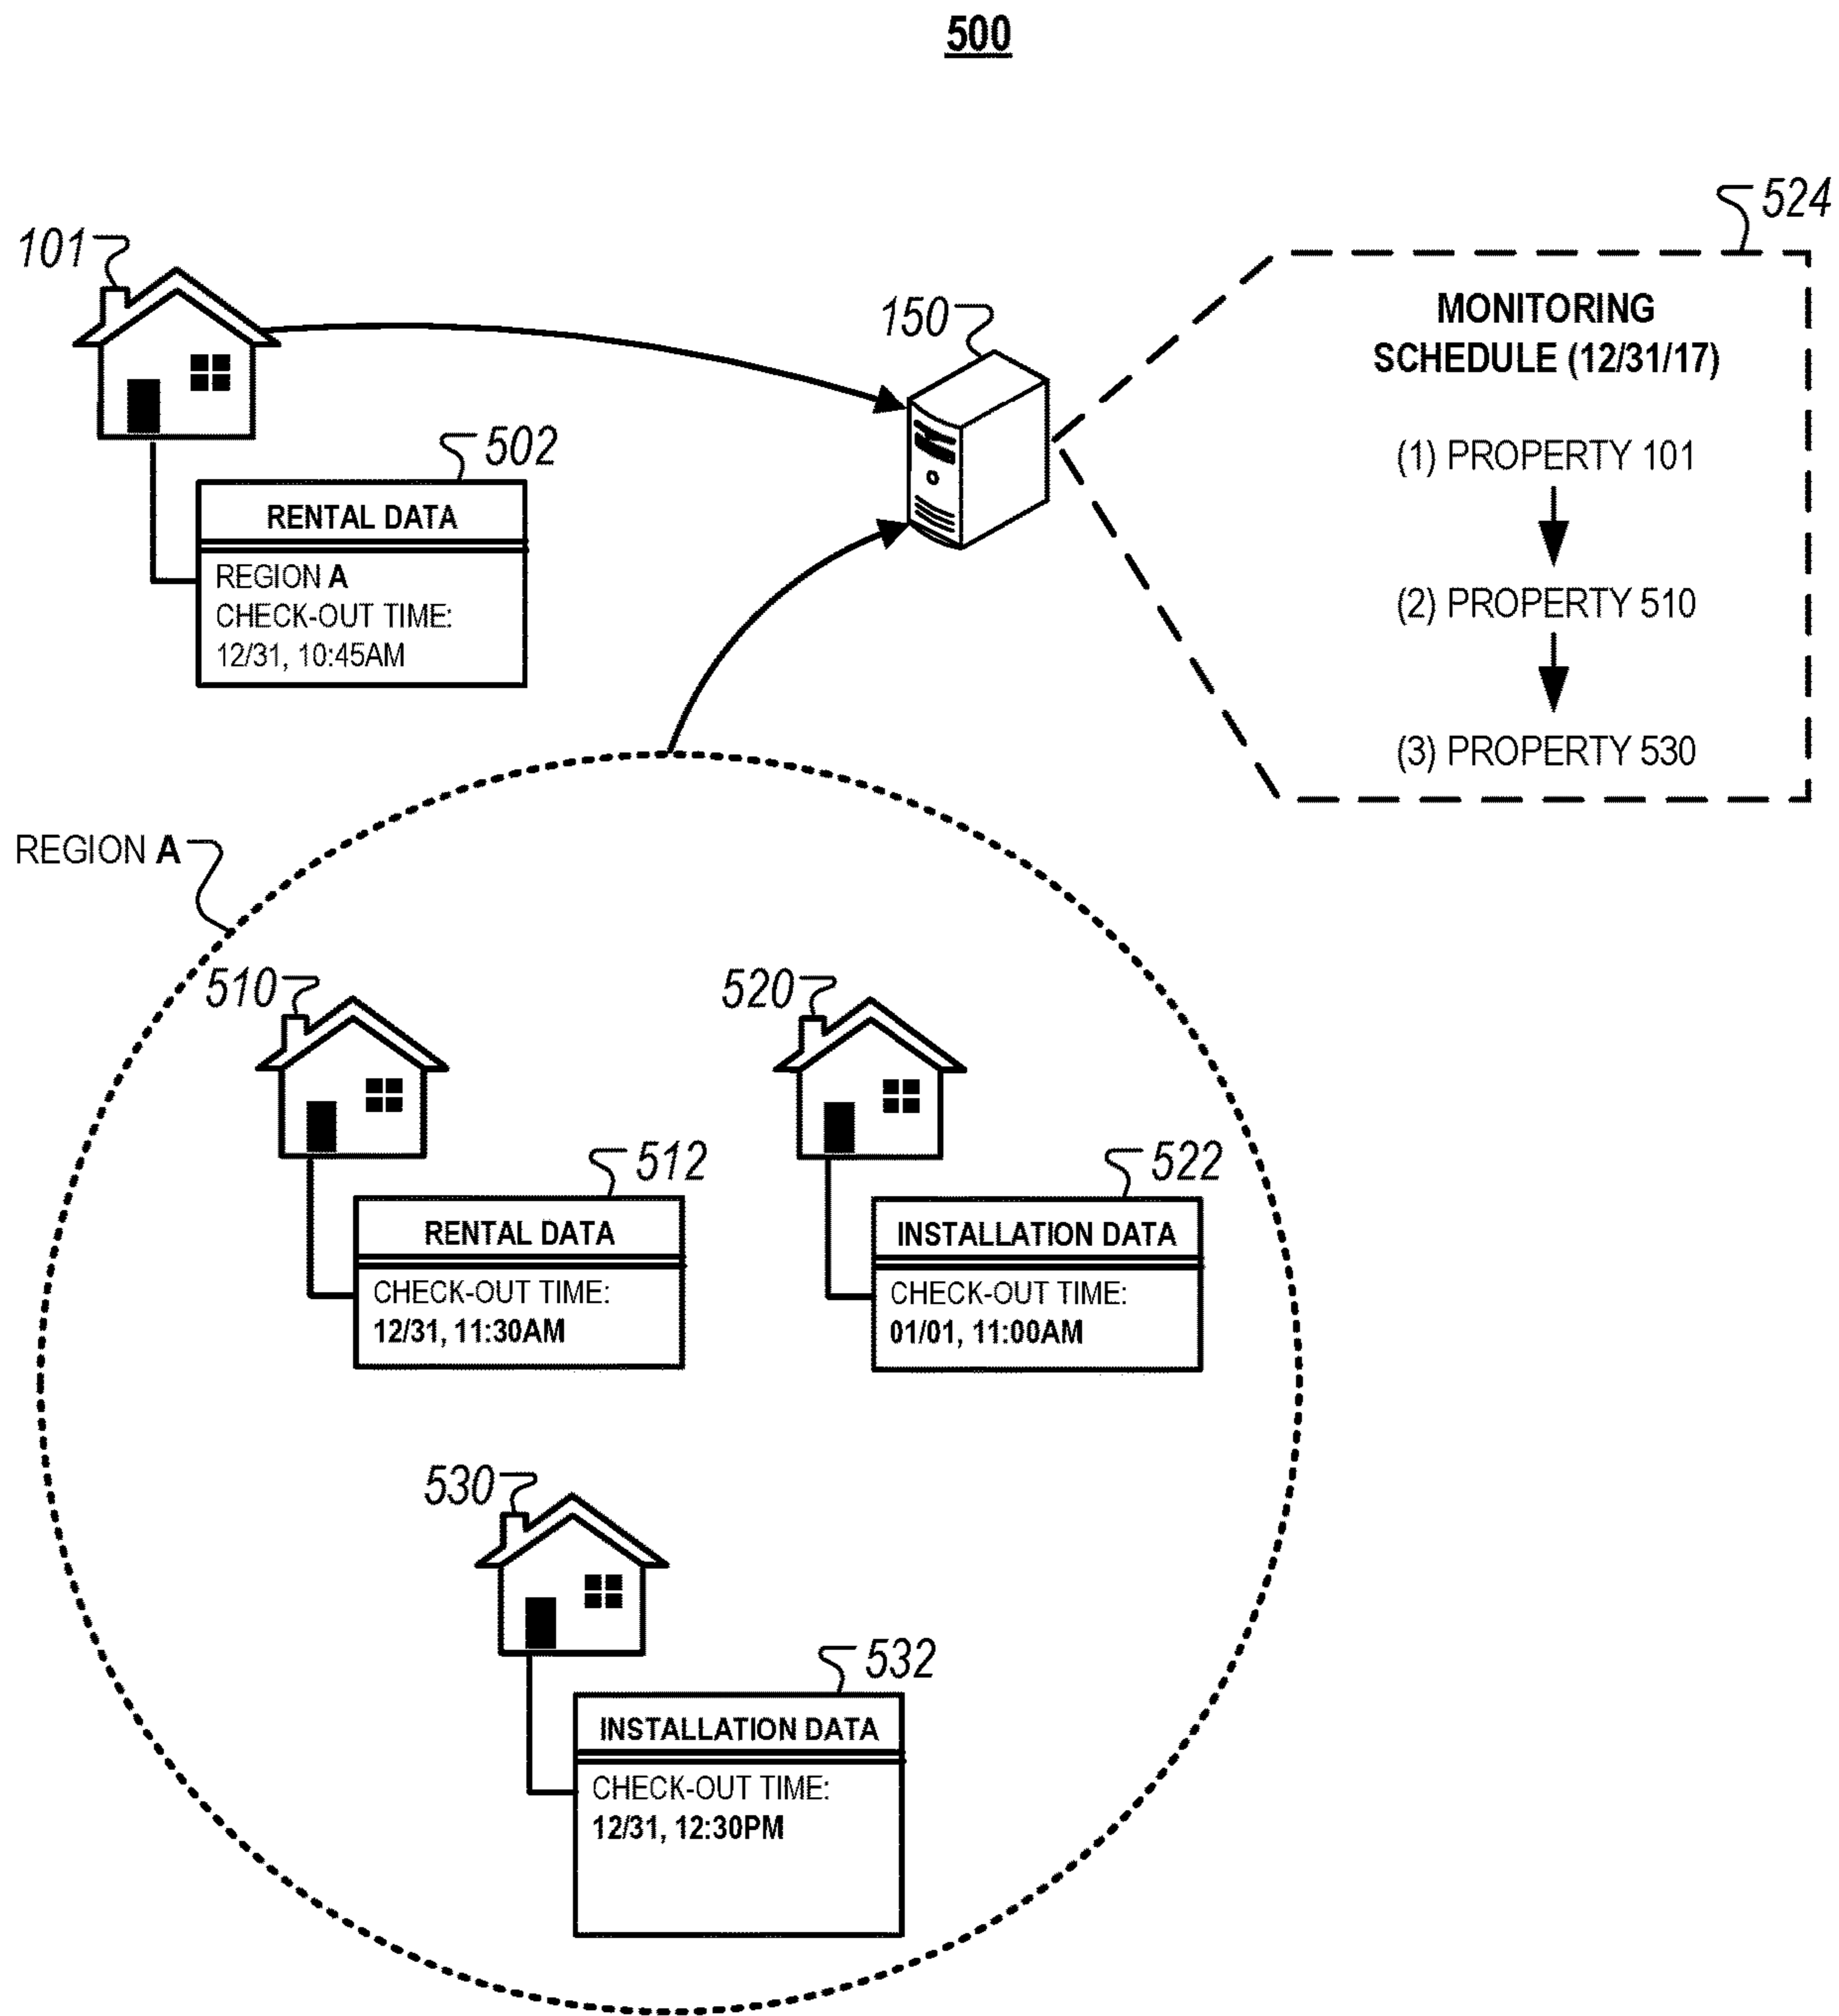 500
524
101
150
MONITORING
SCHEDULE (12/31/17)
(1) PROPERTY 101
(2) PROPERTY 510
(3) PROPERTY 530
502
RENTAL DATA
REGION A
CHECK-OUT TIME:
12/31, 10:45AM
REGION A
510
520
512
RENTAL DATA
CHECK-OUT TIME:
12/31, 11:30AM
522
INSTALLATION DATA
CHECK-OUT TIME:
01/01, 11:00AM
530
532
INSTALLATION DATA
CHECK-OUT TIME:
12/31, 12:30PM